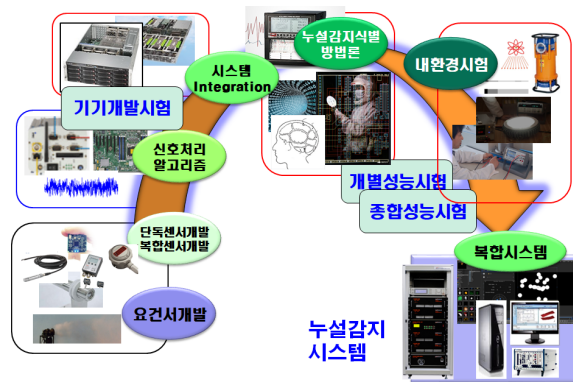 누설감지식별
방법론
시스템
Integration
내환경시험
기기개발시험
신호처리
알고리즘
개별성능시험
종합성능시험
단독센서개발
복합센서개발
복합시스템
요건서개발
누설감지
시스템